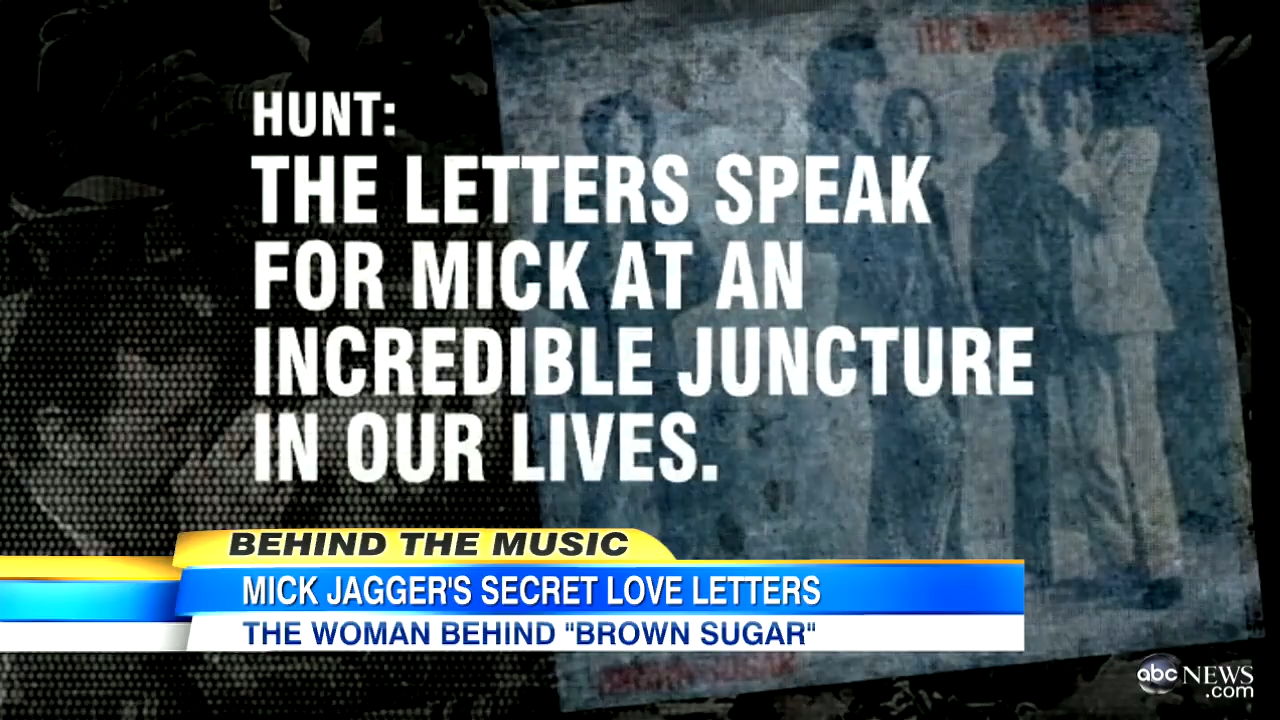 HUNT:
THE LETTERS SPEAK
FOR MICK AT AN
INCREDIBLE JUNCTURE
IN OUR LIVES.
BEHIND THE MUSIC
MICK JAGGER'S SECRET LOVE LETTERS
THE WOMAN BEHIND "BROWN SUGAR"
abc NEWS
.com